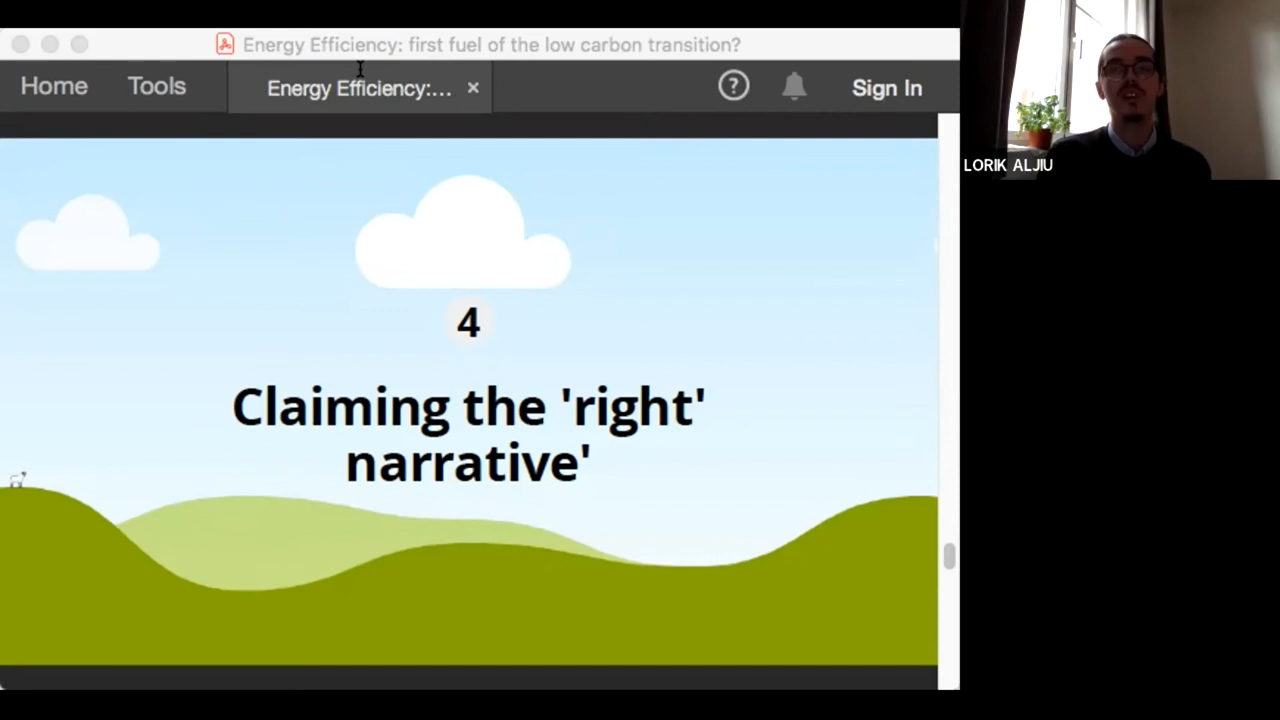 Energy Efficiency: first fuel of the low carbon transition?
Home Tools Energy Efficiency:... × ? Sign In
LORIK ALJIU
4
Claiming the 'right'
narrative'